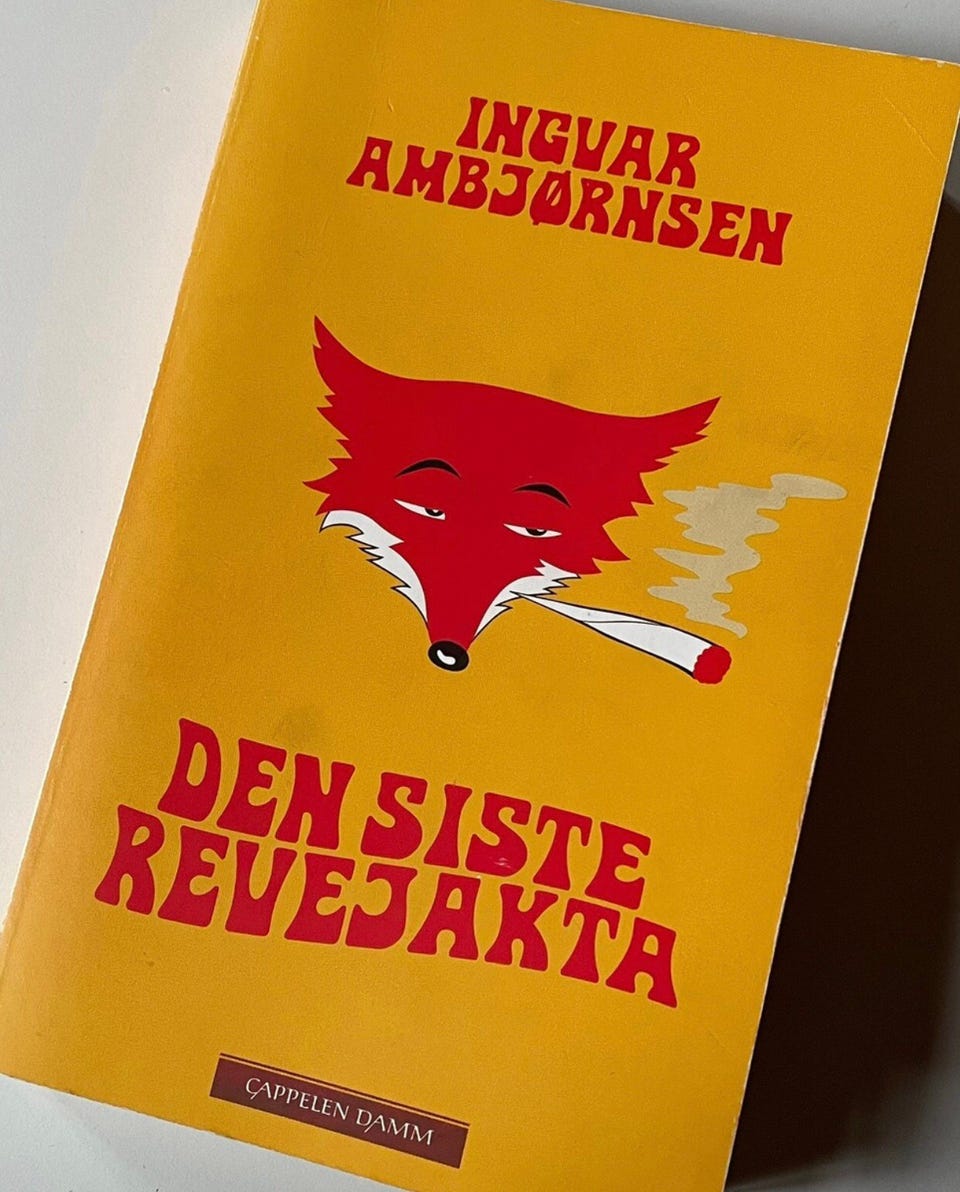 INGVAR
AMBJØRNSEN
DEN SISTE
REVEJAKTA
CAPPELEN DAMM